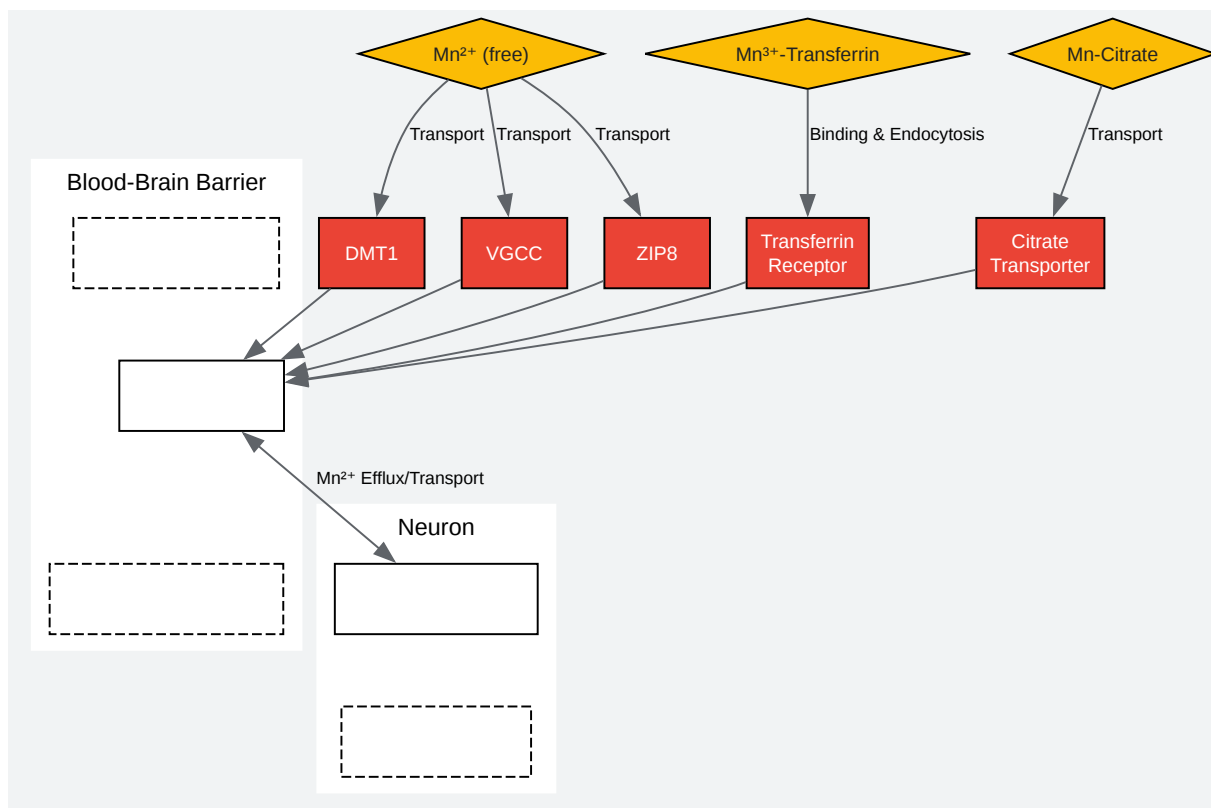 Mn²⁺ (free)
Mn³⁺-Transferrin
Mn-Citrate
Transport
Transport
Transport
Binding & Endocytosis
Transport
Blood-Brain Barrier
DMT1
VGCC
ZIP8
Transferrin
Receptor
Citrate
Transporter
Mn²⁺ Efflux/Transport
Neuron